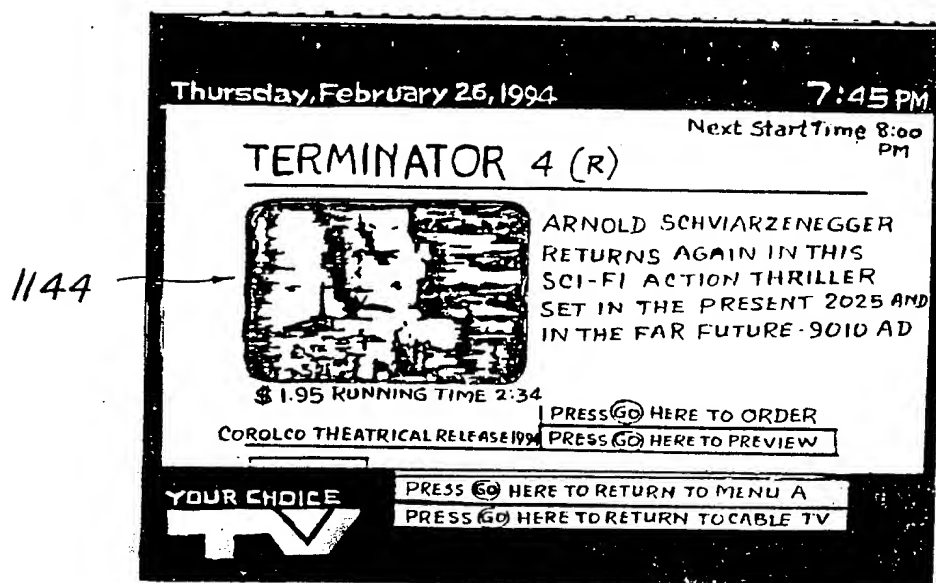 Thursday, February 26, 1994 7:45 PM
Next Start Time 8:00
PM
TERMINATOR 4 (R)
1144
ARNOLD SCHVIARZENEGGER
RETURNS AGAIN IN THIS
SCI-FI ACTION THRILLER
SET IN THE PRESENT 2025 AND
IN THE FAR FUTURE-9010 AD
$ 1.95 RUNNING TIME 2:34
COROLCO THEATRICAL RELEASE 1994
PRESS GO HERE TO ORDER
PRESS GO HERE TO PREVIEW
YOUR CHOICE
TV
PRESS GO HERE TO RETURN TO MENU A
PRESS GO HERE TO RETURN TO CABLE TV